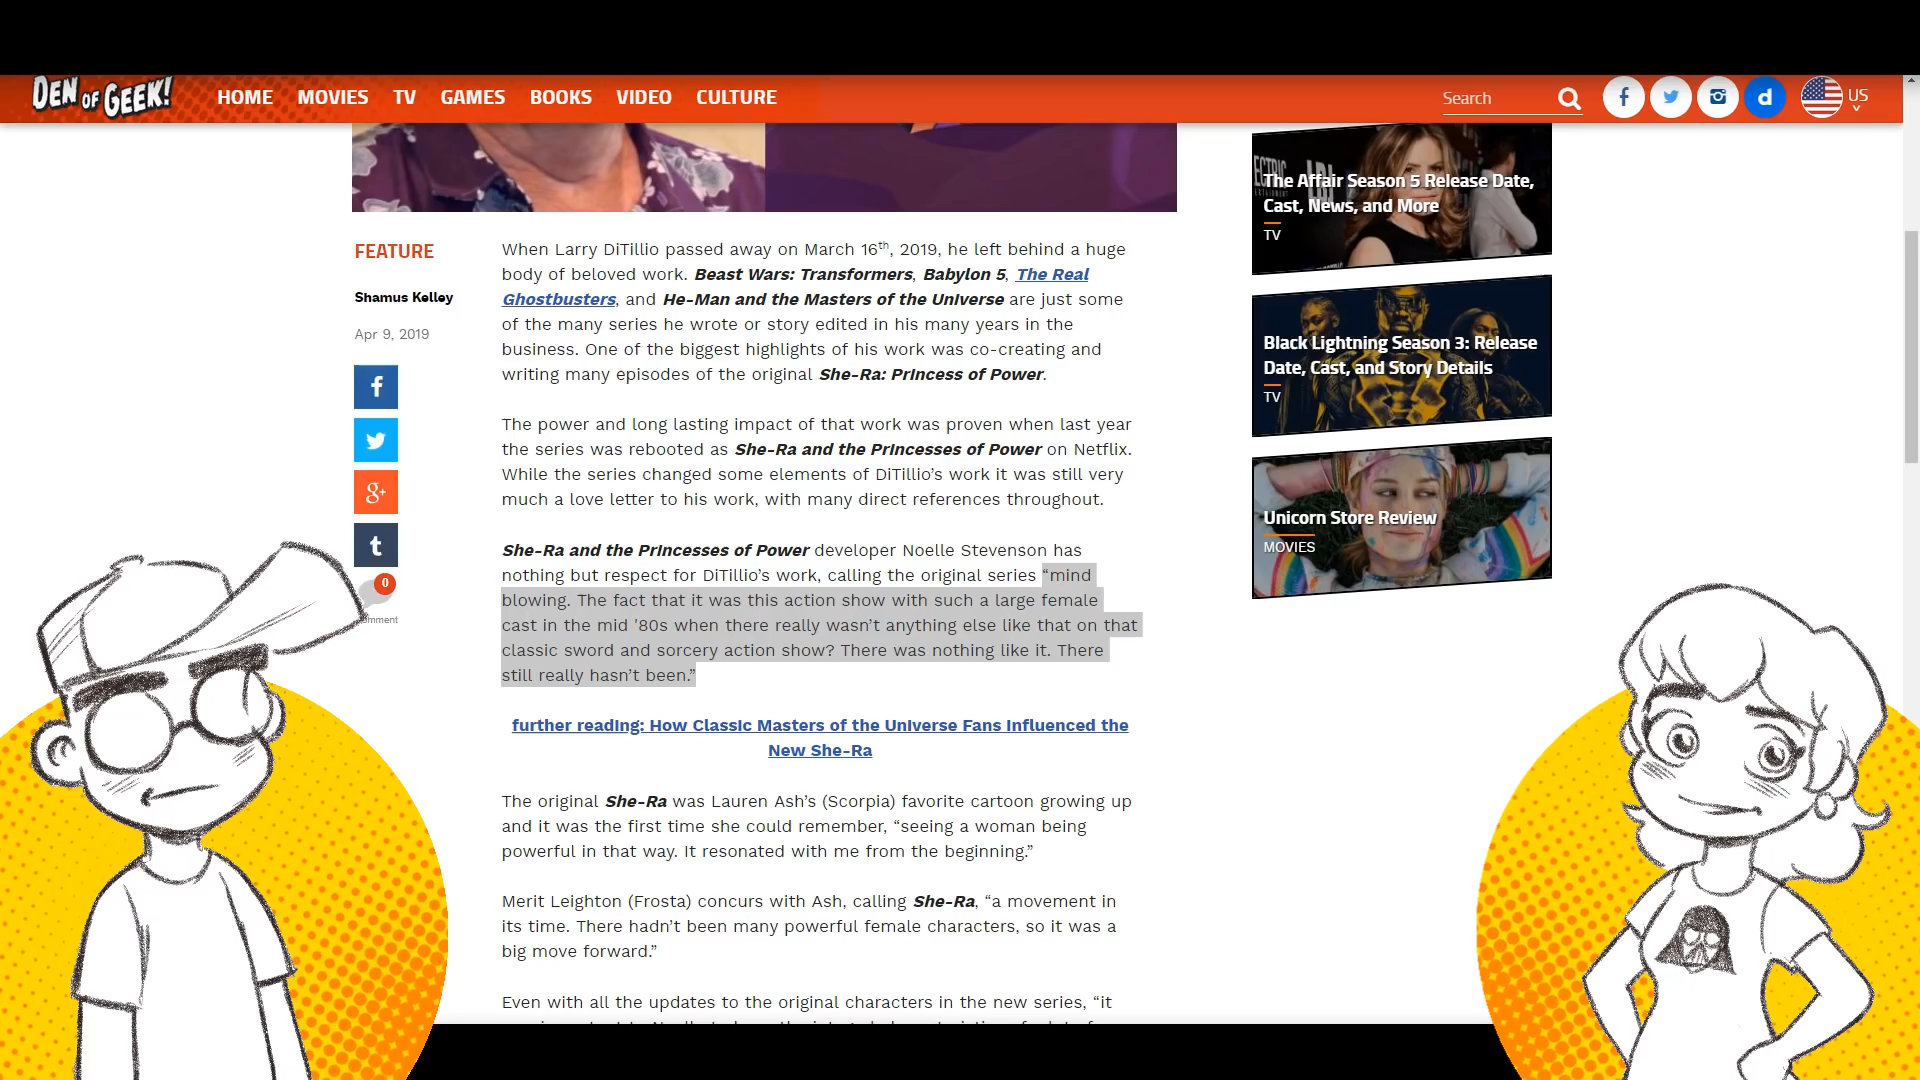 DEN OF GEEK!
HOME MOVIES TV GAMES BOOKS VIDEO CULTURE
Search
f
d
US
FEATURE
Shamus Kelley
Apr 9, 2019
f
g+
t
0
omment
When Larry DiTillio passed away on March 16th, 2019, he left behind a huge
body of beloved work. Beast Wars: Transformers, Babylon 5, The Real
Ghostbusters, and He-Man and the Masters of the Universe are just some
of the many series he wrote or story edited in his many years in the
business. One of the biggest highlights of his work was co-creating and
writing many episodes of the original She-Ra: Princess of Power.
The power and long lasting impact of that work was proven when last year
the series was rebooted as She-Ra and the Princesses of Power on Netflix.
While the series changed some elements of DiTillio’s work it was still very
much a love letter to his work, with many direct references throughout.
She-Ra and the Princesses of Power developer Noelle Stevenson has
nothing but respect for DiTillio’s work, calling the original series “mind
blowing. The fact that it was this action show with such a large female
cast in the mid '80s when there really wasn’t anything else like that on that
classic sword and sorcery action show? There was nothing like it. There
still really hasn’t been.”
further reading: How Classic Masters of the Universe Fans Influenced the
New She-Ra
The original She-Ra was Lauren Ash’s (Scorpia) favorite cartoon growing up
and it was the first time she could remember, “seeing a woman being
powerful in that way. It resonated with me from the beginning.”
Merit Leighton (Frosta) concurs with Ash, calling She-Ra, “a movement in
its time. There hadn’t been many powerful female characters, so it was a
big move forward.”
Even with all the updates to the original characters in the new series, “it
ECTRIC
The Affair Season 5 Release Date,
Cast, News, and More
TV
Black Lightning Season 3: Release
Date, Cast, and Story Details
TV
Unicorn Store Review
MOVIES